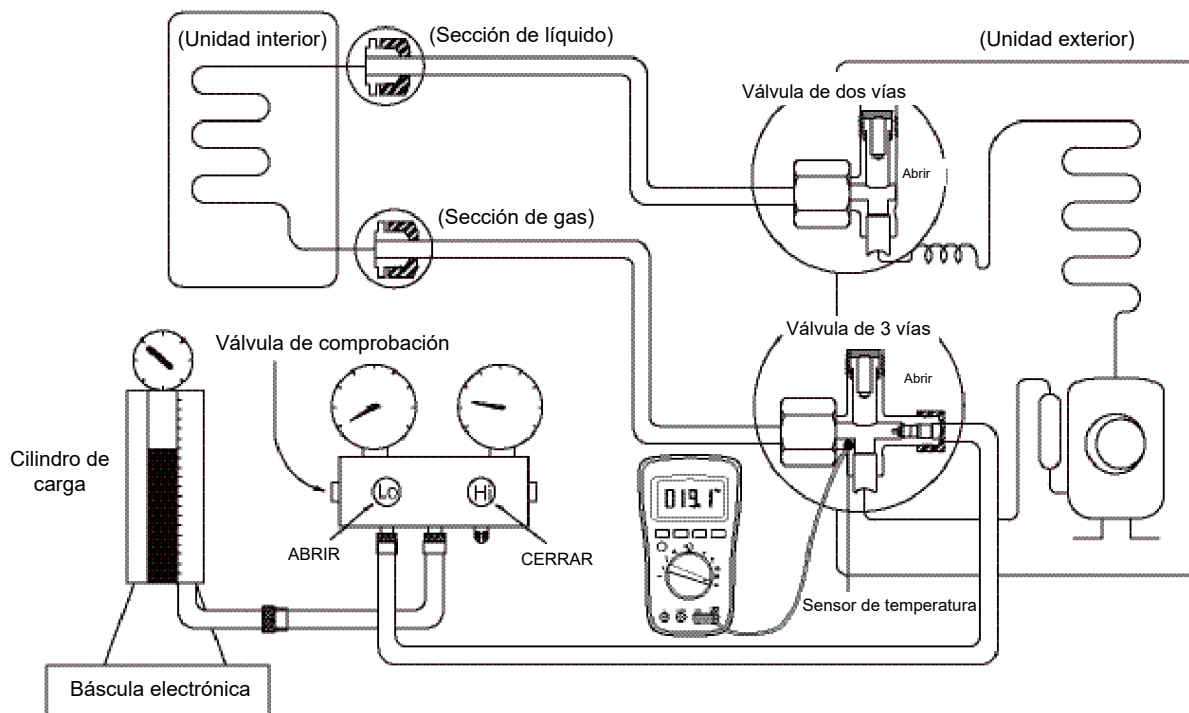 (Unidad interior)
(Sección de líquido)
(Unidad exterior)
Válvula de dos vías
Abrir
(Sección de gas)
Válvula de 3 vías
Abrir
Válvula de comprobación
Cilindro de
carga
Lo
Hi
ABRIR
CERRAR
019.1
Sensor de temperatura
Báscula electrónica